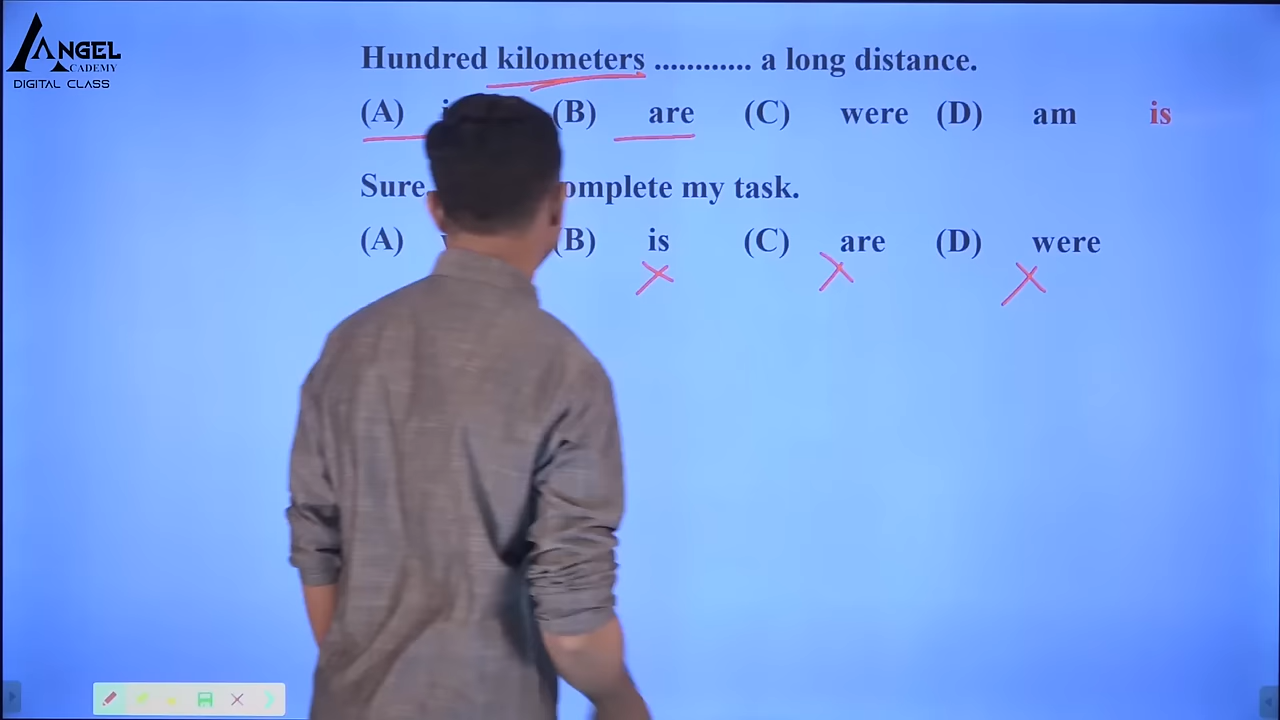 ANGEL
ACADEMY
DIGITAL CLASS
Hundred kilometers ............ a long distance.
(A) (B) are (C) were (D) am is
Sure omplete my task.
(A) (B) is (C) are (D) were